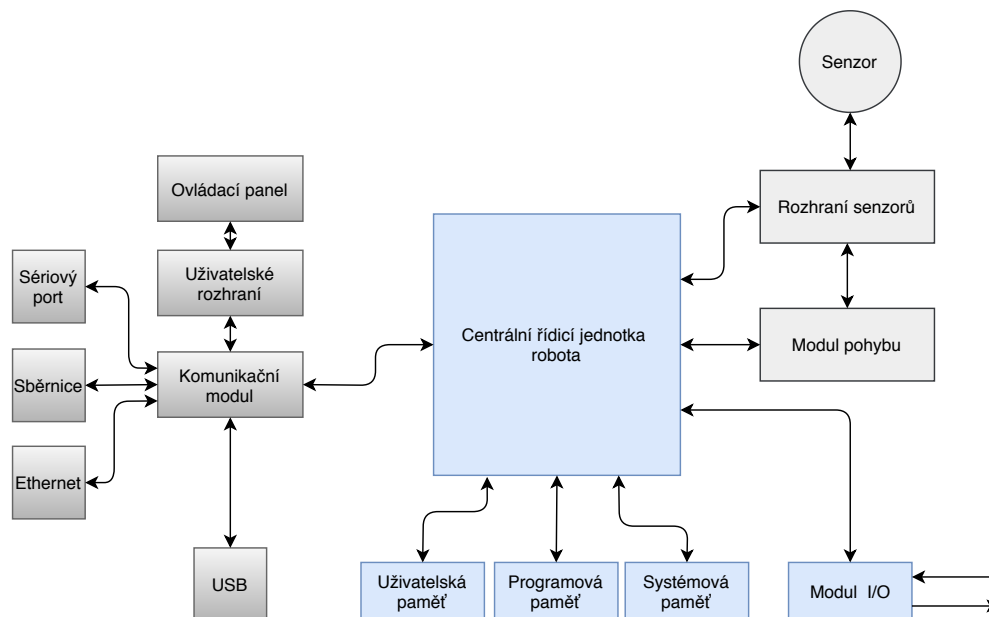 Senzor
Ovládací panel
Rozhraní senzorů
Sériový
port
Uživatelské
rozhraní
Centrální řídicí jednotka
robota
Modul pohybu
Sběrnice
Komunikační
modul
Ethernet
USB
Uživatelská
paměť
Programová
paměť
Systémová
paměť
Modul I/O